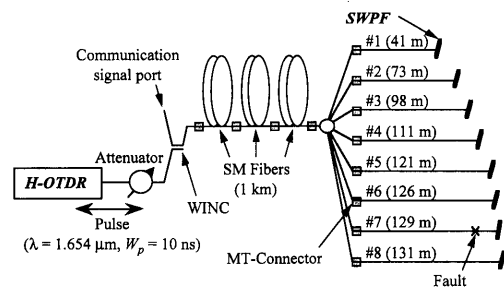 SWPF
Communication
signal port
#1 (41 m)
#2 (73 m)
#3 (98 m)
#4 (111 m)
#5 (121 m)
#6 (126 m)
#7 (129 m)
#8 (131 m)
Attenuator
SM Fibers
(1 km)
H-OTDR
WINC
Pulse
(λ = 1.654 μm, Wp = 10 ns)
MT-Connector
Fault